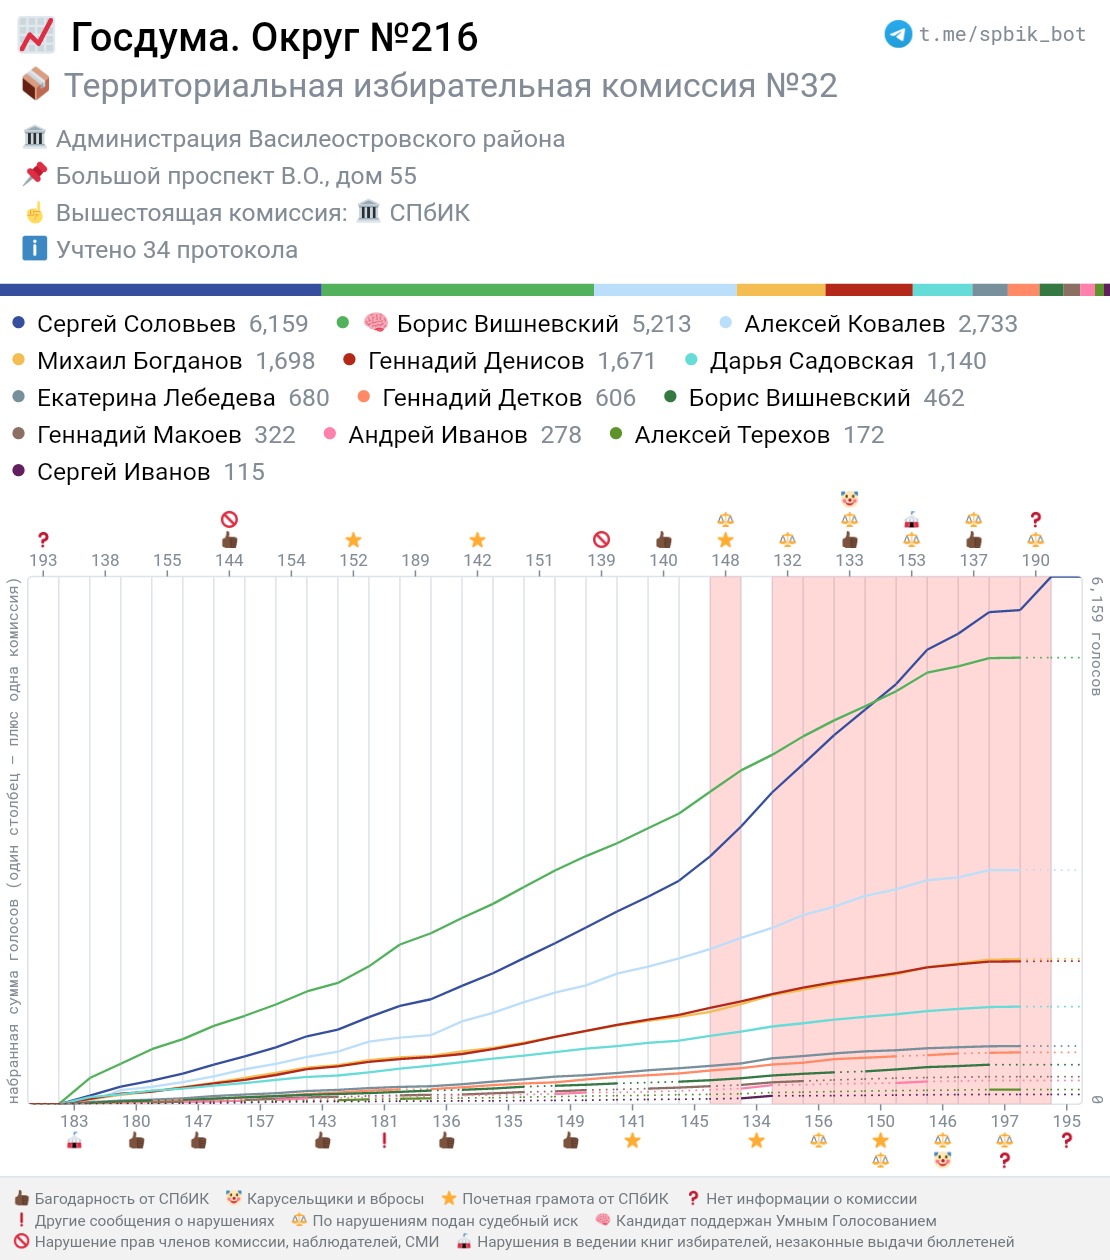 Госдума. Округ №216
t.me/spbik_bot
Территориальная избирательная комиссия №32
Администрация Василеостровского района
Большой проспект В.О., дом 55
Вышестоящая комиссия: СПбИК
Учтено 34 протокола
Сергей Соловьев 6,159 Борис Вишневский 5,213 Алексей Ковалев 2,733
Михаил Богданов 1,698 Геннадий Денисов 1,671 Дарья Садовская 1,140
Екатерина Лебедева 680 Геннадий Детков 606 Борис Вишневский 462
Геннадий Макоев 322 Андрей Иванов 278 Алексей Терехов 172
Сергей Иванов 115
193 138 155 144 154 152 189 142 151 139 140 148 132 133 153 137 190
набранная сумма голосов (один столбец – плюс одна комиссия)
6,159 голосов
0
183 180 147 157 143 181 136 135 149 141 145 134 156 150 146 197 195
Багодарность от СПбИК Карусельщики и вбросы Почетная грамота от СПбИК Нет информации о комиссии
Другие сообщения о нарушениях По нарушениям подан судебный иск Кандидат поддержан Умным Голосованием
Нарушение прав членов комиссии, наблюдателей, СМИ Нарушения в ведении книг избирателей, незаконные выдачи бюллетеней